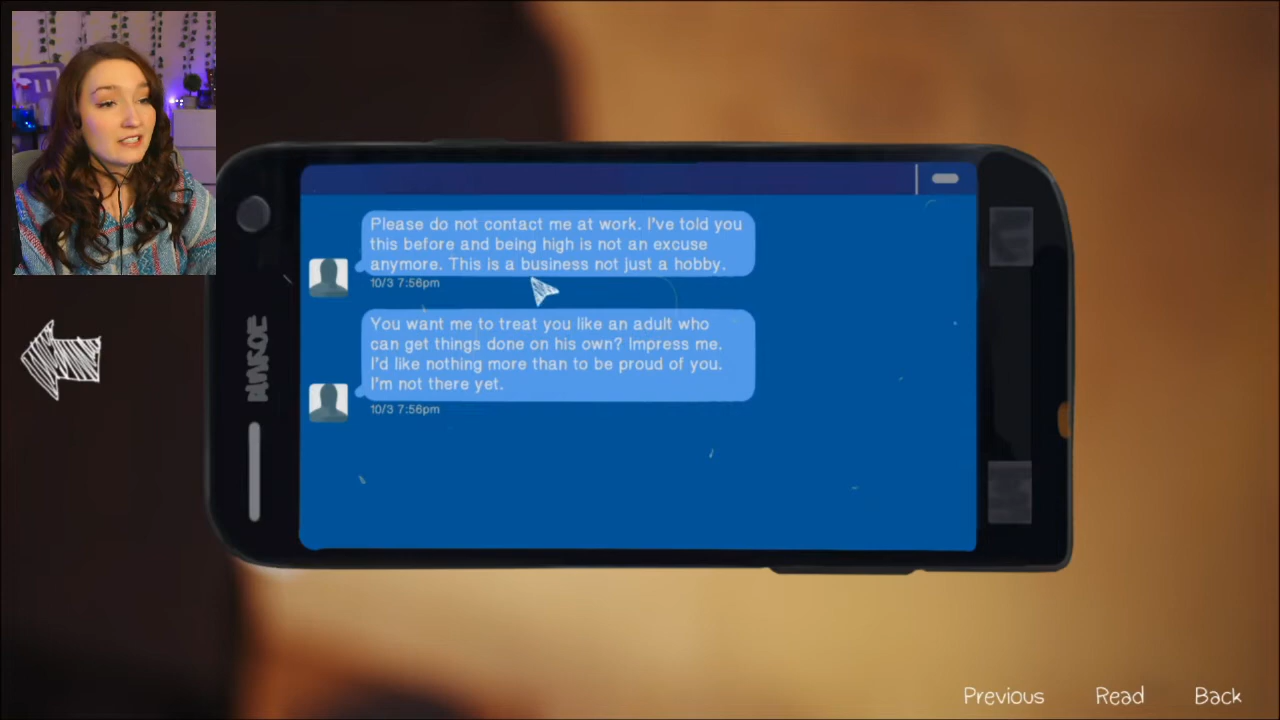 Please do not contact me at work. I've told you
this before and being high is not an excuse
anymore. This is a business not just a hobby.
10/3 7:56pm
You want me to treat you like an adult who
can get things done on his own? Impress me.
I'd like nothing more than to be proud of you.
I'm not there yet.
10/3 7:56pm
Previous
Read
Back